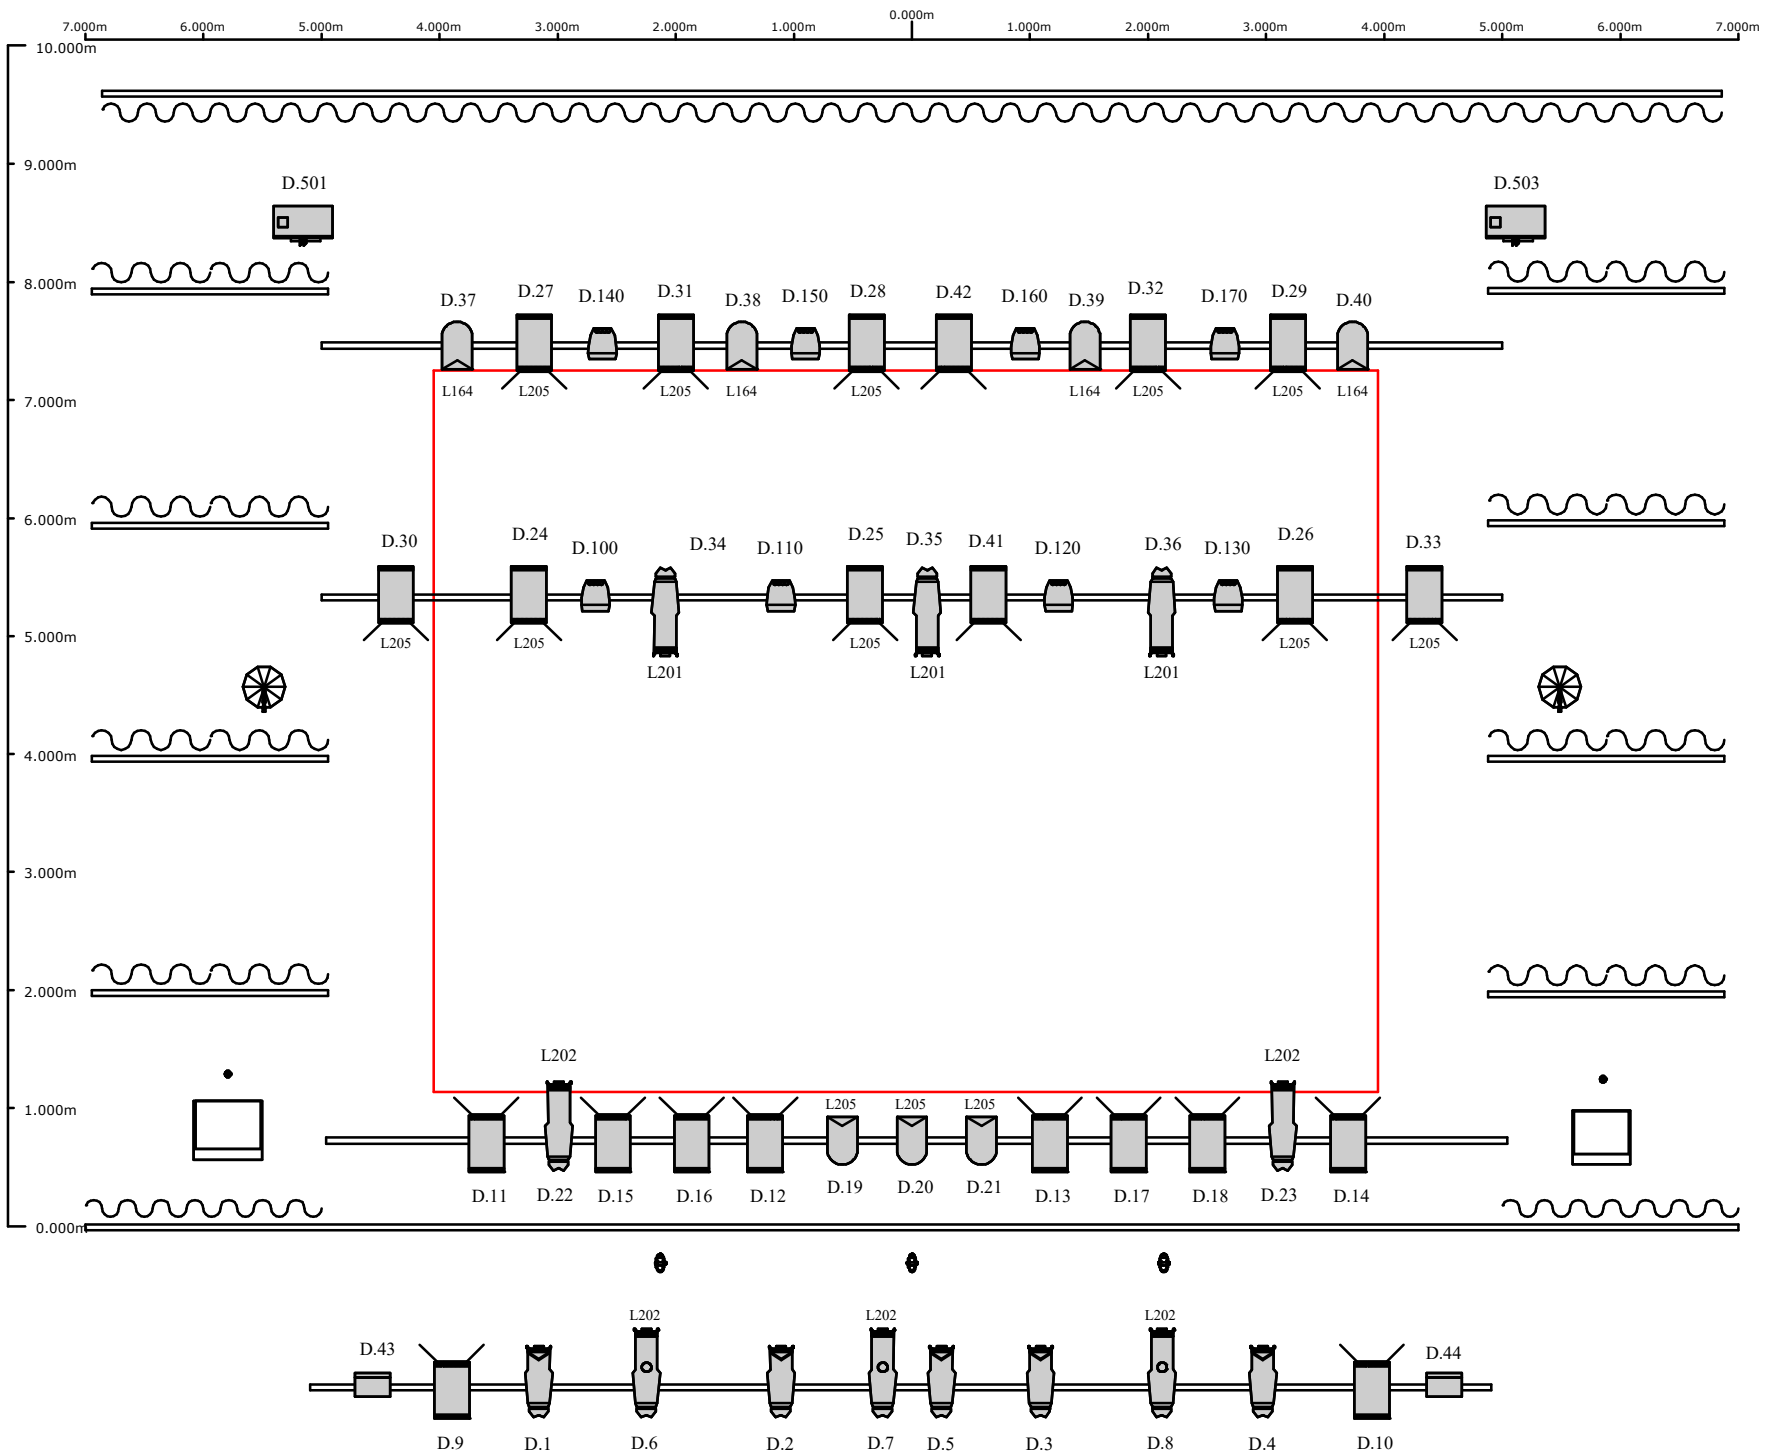 7.000m 6.000m 5.000m 4.000m 3.000m 2.000m 1.000m 0.000m 1.000m 2.000m 3.000m 4.000m 5.000m 6.000m 7.000m
10.000m
9.000m
D.501 D.503
8.000m
D.37 D.27 D.140 D.31 D.38 D.150 D.28 D.42 D.160 D.39 D.32 D.170 D.29 D.40
L164 L205 L205 L164 L205 L164 L205 L205 L164
7.000m
6.000m
D.30 D.24 D.100 D.34 D.110 D.25 D.35 D.41 D.120 D.36 D.130 D.26 D.33
5.000m
L205 L205 L205 L205 L205
L201 L201 L201
4.000m
3.000m
2.000m
L202 L202
1.000m
L205 L205 L205
D.11 D.22 D.15 D.16 D.12 D.19 D.20 D.21 D.13 D.17 D.18 D.23 D.14
0.000m
L202 L202 L202
D.43 D.44
D.9 D.1 D.6 D.2 D.7 D.5 D.3 D.8 D.4 D.10